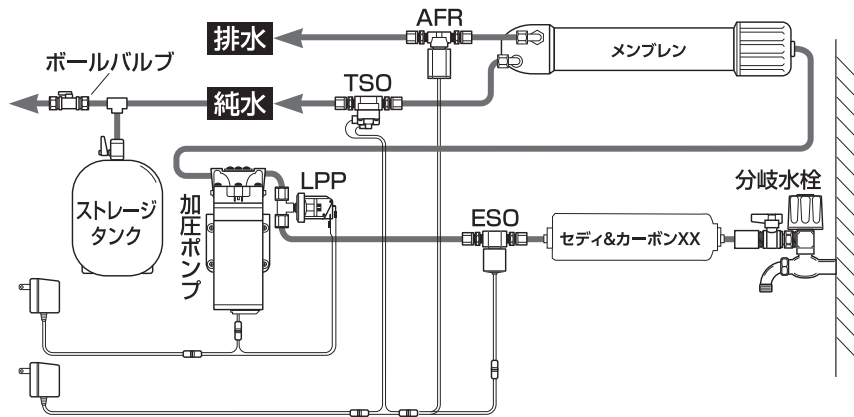 AFR
排水
メンブレン
ボールバルブ
TSO
純水
ストレージ
タンク
加圧ポンプ
LPP
ESO
セディ&カーボンXX
分岐水栓